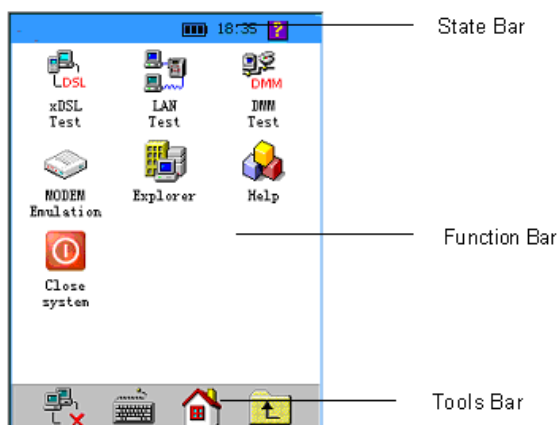 18:35 ?
State Bar
DSL
DMM
xDSL
Test
LAN
Test
DMM
Test
MODEM
Emulation
Explorer
Help
Function Bar
Close
system
Tools Bar